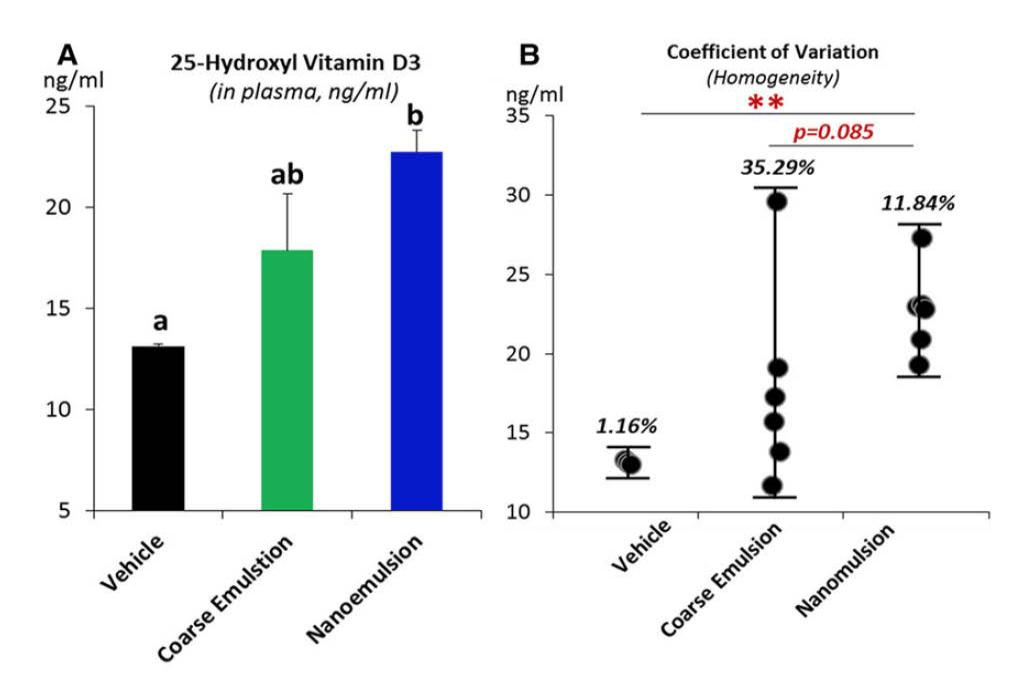 A
25-Hydroxyl Vitamin D3
(in plasma, ng/ml)
ng/ml
25
20
15
10
5
a
ab
b
Vehicle
Coarse Emulstion
Nanoemulsion
B
Coefficient of Variation
(Homogeneity)
ng/ml
**
p=0.085
35
30
25
20
15
10
1.16%
35.29%
11.84%
Vehicle
Coarse Emulsion
Nanomulsion